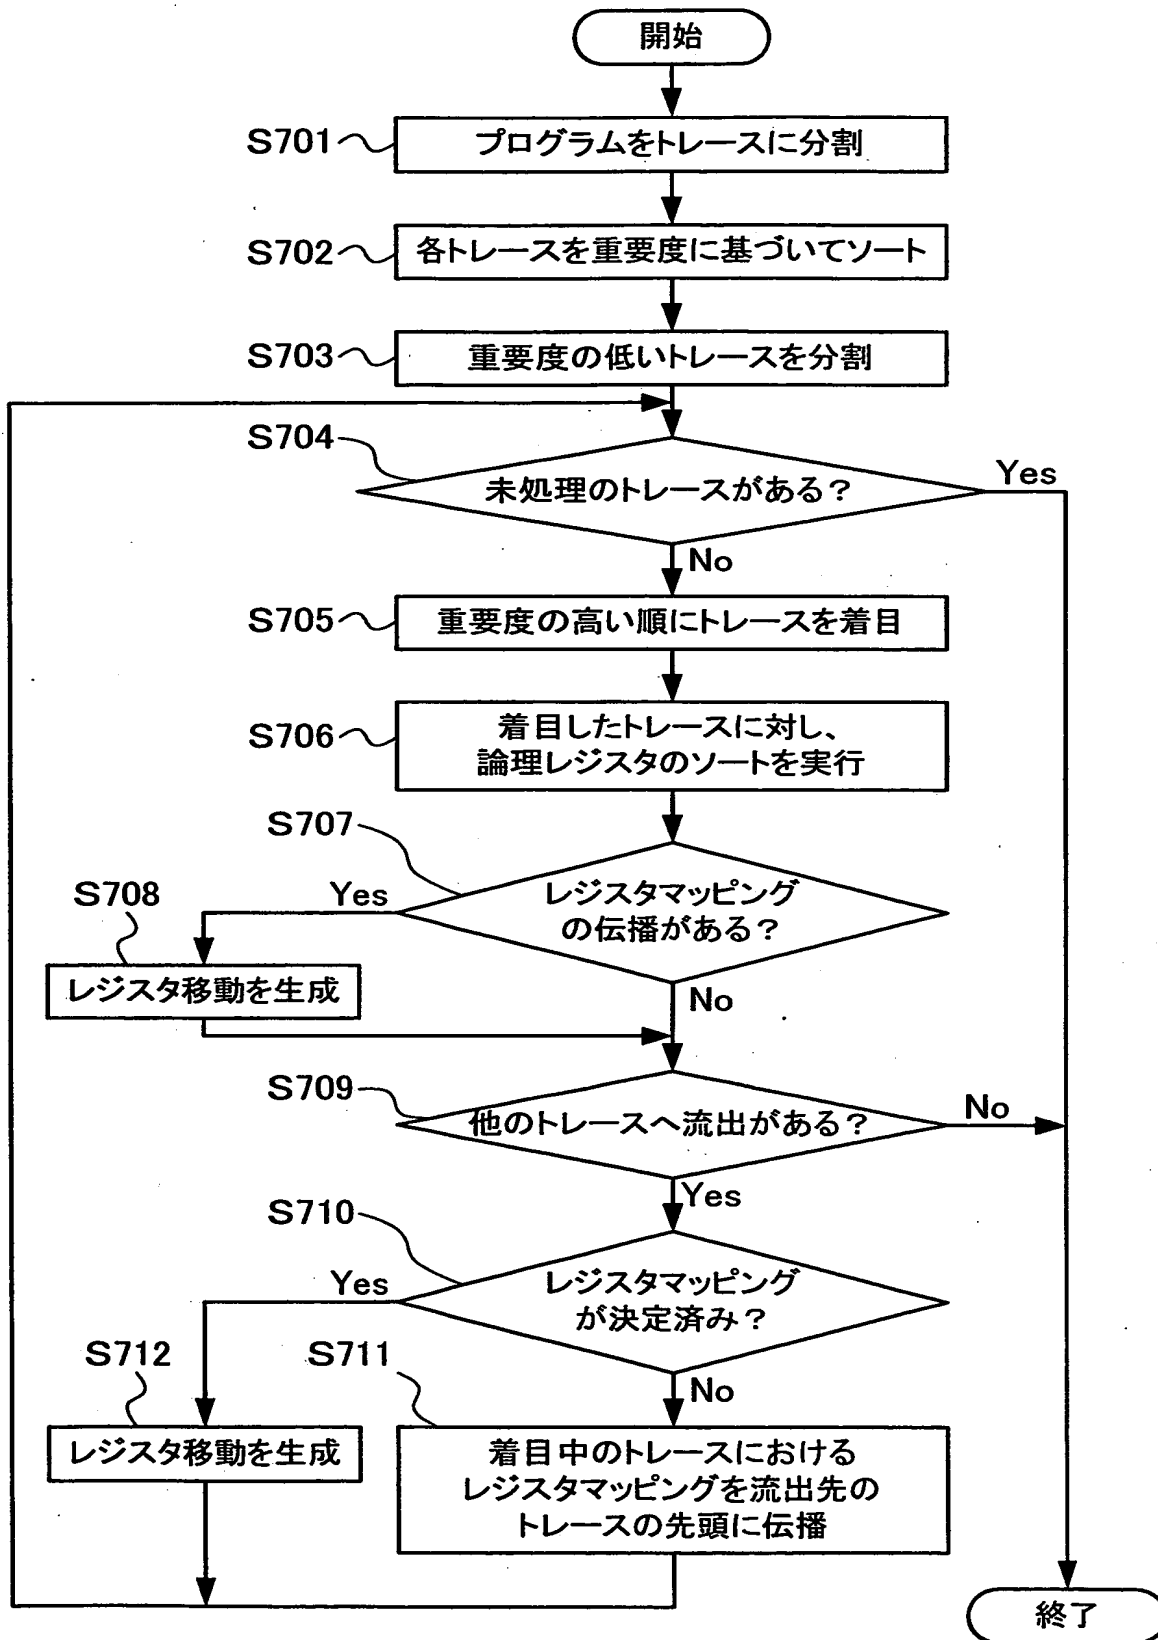 開始
S701
プログラムをトレースに分割
S702
各トレースを重要度に基づいてソート
S703
重要度の低いトレースを分割
S704
未処理のトレースがある?
Yes
No
S705
重要度の高い順にトレースを着目
S706
着目したトレースに対し、
論理レジスタのソートを実行
S707
レジスタマッピング
の伝播がある?
Yes
S708
レジスタ移動を生成
No
S709
他のトレースへ流出がある?
No
Yes
S710
レジスタマッピング
が決定済み?
Yes
S712
レジスタ移動を生成
S711
No
着目中のトレースにおける
レジスタマッピングを流出先の
トレースの先頭に伝播
終了